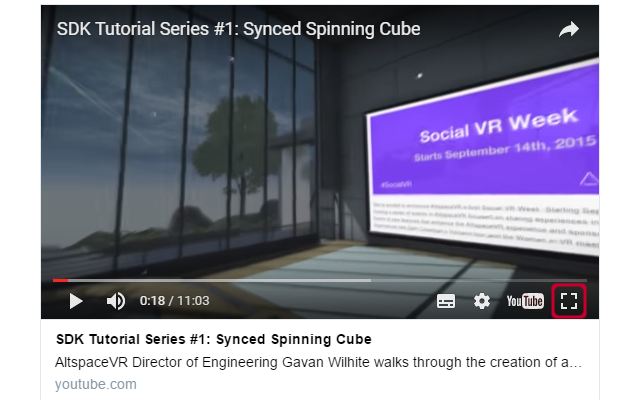 SDK Tutorial Series #1: Synced Spinning Cube
Social VR Week
Starts September 14th, 2015
#SocialVR
0:18 / 11:03
YouTube
SDK Tutorial Series #1: Synced Spinning Cube
AltspaceVR Director of Engineering Gavan Wilhite walks through the creation of a…
youtube.com